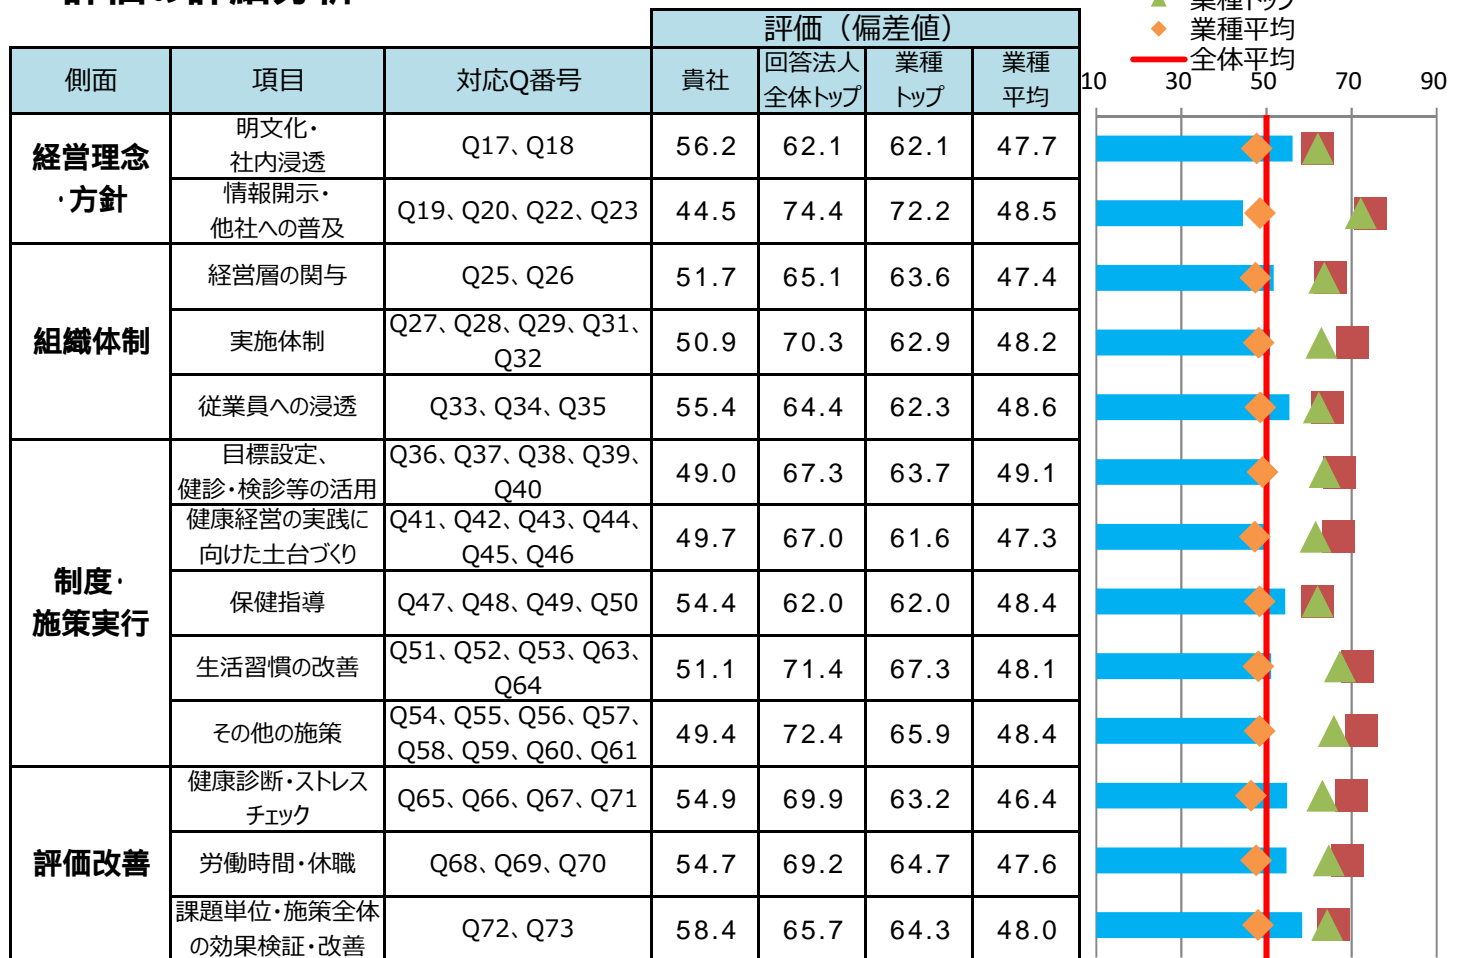 評価の詳細分析
業種トップ
業種平均
全体平均
評価（偏差値）
側面 項目 対応Q番号 貴社 回答法人 全体トップ 業種 トップ 業種 平均
10 30 50 70 90
経営理念
・方針
明文化・
社内浸透
Q17、Q18
56.2 62.1 62.1 47.7
情報開示・
他社への普及
Q19、Q20、Q22、Q23
44.5 74.4 72.2 48.5
組織体制
経営層の関与
Q25、Q26
51.7 65.1 63.6 47.4
実施体制
Q27、Q28、Q29、Q31、
Q32
50.9 70.3 62.9 48.2
従業員への浸透
Q33、Q34、Q35
55.4 64.4 62.3 48.6
制度・
施策実行
目標設定、
健診・検診等の活用
Q36、Q37、Q38、Q39、
Q40
49.0 67.3 63.7 49.1
健康経営の実践に
向けた土台づくり
Q41、Q42、Q43、Q44、
Q45、Q46
49.7 67.0 61.6 47.3
保健指導
Q47、Q48、Q49、Q50
54.4 62.0 62.0 48.4
生活習慣の改善
Q51、Q52、Q53、Q63、
Q64
51.1 71.4 67.3 48.1
その他の施策
Q54、Q55、Q56、Q57、
Q58、Q59、Q60、Q61
49.4 72.4 65.9 48.4
評価改善
健康診断・ストレス
チェック
Q65、Q66、Q67、Q71
54.9 69.9 63.2 46.4
労働時間・休職
Q68、Q69、Q70
54.7 69.2 64.7 47.6
課題単位・施策全体
の効果検証・改善
Q72、Q73
58.4 65.7 64.3 48.0